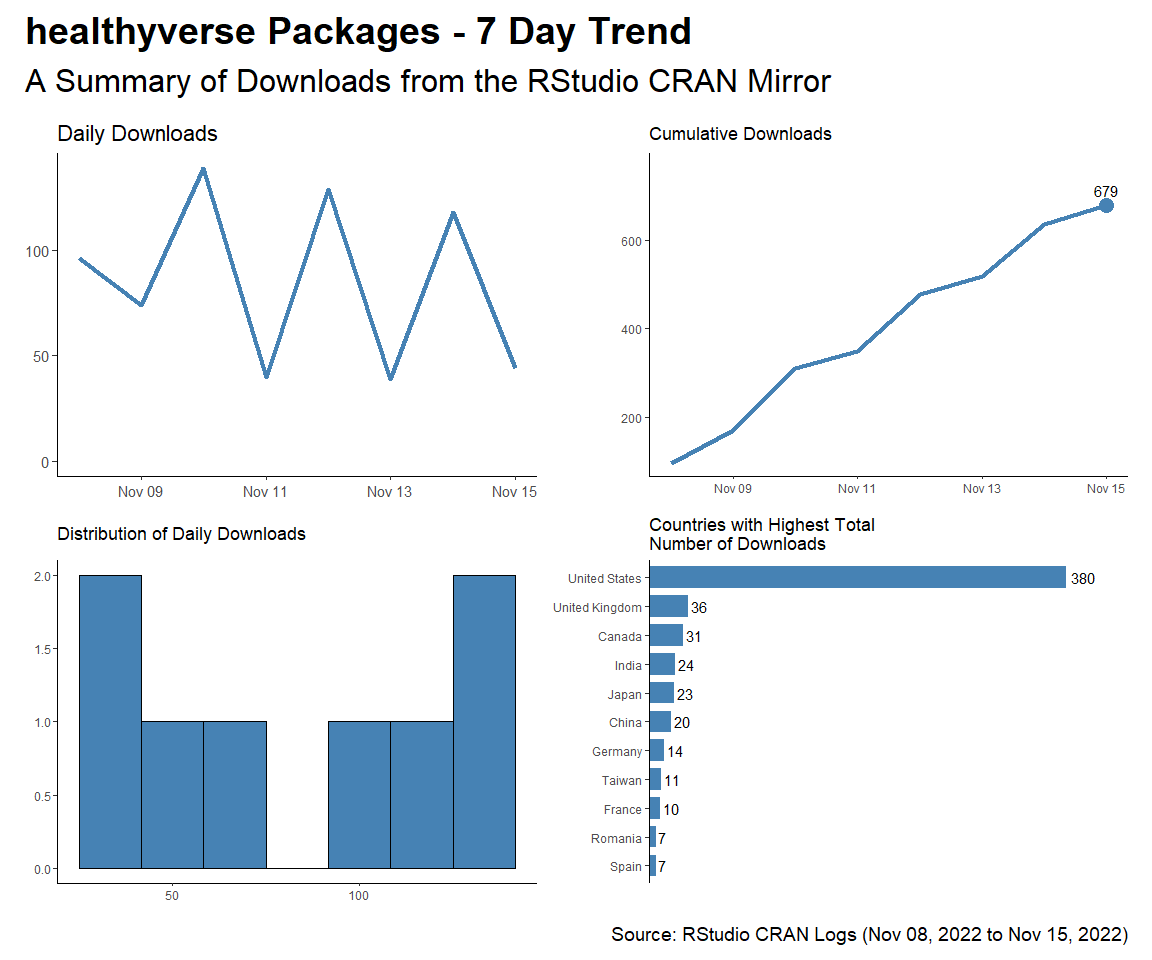 healthyverse Packages - 7 Day Trend
A Summary of Downloads from the RStudio CRAN Mirror
Daily Downloads
100
50
0
Nov 09 Nov 11 Nov 13 Nov 15
Cumulative Downloads
679
600
400
200
Nov 09 Nov 11 Nov 13 Nov 15
Distribution of Daily Downloads
2.0
1.5
1.0
0.5
0.0
50 100
Countries with Highest Total
Number of Downloads
United States 380
United Kingdom 36
Canada 31
India 24
Japan 23
China 20
Germany 14
Taiwan 11
France 10
Romania 7
Spain 7
Source: RStudio CRAN Logs (Nov 08, 2022 to Nov 15, 2022)